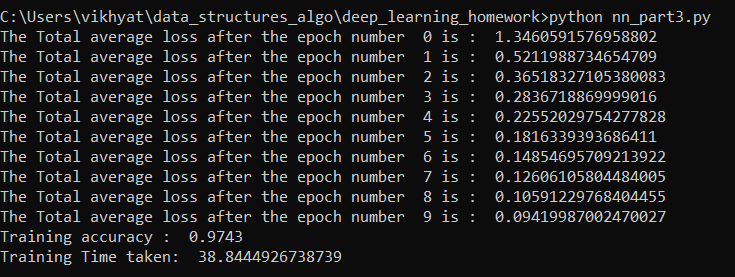 C:\Users\vikhyat\data_structures_algo\deep_learning_homework>python nn_part3.py
The Total average loss after the epoch number  0 is :  1.3460591576958802
The Total average loss after the epoch number  1 is :  0.5211988734654709
The Total average loss after the epoch number  2 is :  0.36518327105380083
The Total average loss after the epoch number  3 is :  0.2836718869999016
The Total average loss after the epoch number  4 is :  0.22552029754277828
The Total average loss after the epoch number  5 is :  0.1816339393686411
The Total average loss after the epoch number  6 is :  0.14854695709213922
The Total average loss after the epoch number  7 is :  0.12606105804484005
The Total average loss after the epoch number  8 is :  0.10591229768404455
The Total average loss after the epoch number  9 is :  0.09419987002470027
Training accuracy :  0.9743
Training Time taken:  38.8444926738739